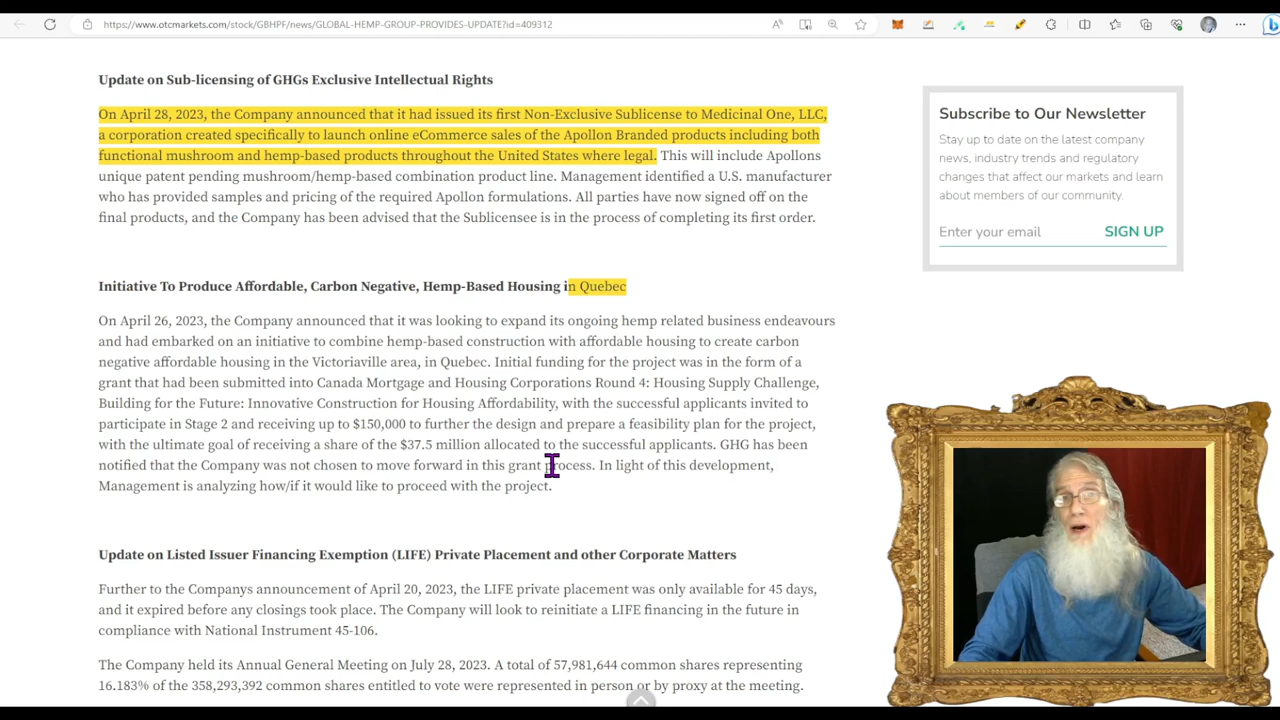 https://www.otcmarkets.com/stock/GBHPF/news/GLOBAL-HEMP-GROUP-PROVIDES-UPDATE?id=409312
Update on Sub-licensing of GHGs Exclusive Intellectual Rights
On April 28, 2023, the Company announced that it had issued its first Non-Exclusive Sublicense to Medicinal One, LLC,
a corporation created specifically to launch online eCommerce sales of the Apollon Branded products including both
functional mushroom and hemp-based products throughout the United States where legal. This will include Apollons
unique patent pending mushroom/hemp-based combination product line. Management identified a U.S. manufacturer
who has provided samples and pricing of the required Apollon formulations. All parties have now signed off on the
final products, and the Company has been advised that the Sublicensee is in the process of completing its first order.
Initiative To Produce Affordable, Carbon Negative, Hemp-Based Housing in Quebec
On April 26, 2023, the Company announced that it was looking to expand its ongoing hemp related business endeavours
and had embarked on an initiative to combine hemp-based construction with affordable housing to create carbon
negative affordable housing in the Victoriaville area, in Quebec. Initial funding for the project was in the form of a
grant that had been submitted into Canada Mortgage and Housing Corporations Round 4: Housing Supply Challenge,
Building for the Future: Innovative Construction for Housing Affordability, with the successful applicants invited to
participate in Stage 2 and receiving up to $150,000 to further the design and prepare a feasibility plan for the project,
with the ultimate goal of receiving a share of the $37.5 million allocated to the successful applicants. GHG has been
notified that the Company was not chosen to move forward in this grant process. In light of this development,
Management is analyzing how/if it would like to proceed with the project.
Update on Listed Issuer Financing Exemption (LIFE) Private Placement and other Corporate Matters
Further to the Companys announcement of April 20, 2023, the LIFE private placement was only available for 45 days,
and it expired before any closings took place. The Company will look to reinitiate a LIFE financing in the future in
compliance with National Instrument 45-106.
The Company held its Annual General Meeting on July 28, 2023. A total of 57,981,644 common shares representing
16.183% of the 358,293,392 common shares entitled to vote were represented in person or by proxy at the meeting.
Subscribe to Our Newsletter
Stay up to date on the latest company
news, industry trends and regulatory
changes that affect our markets and learn
about members of our community.
Enter your email SIGN UP